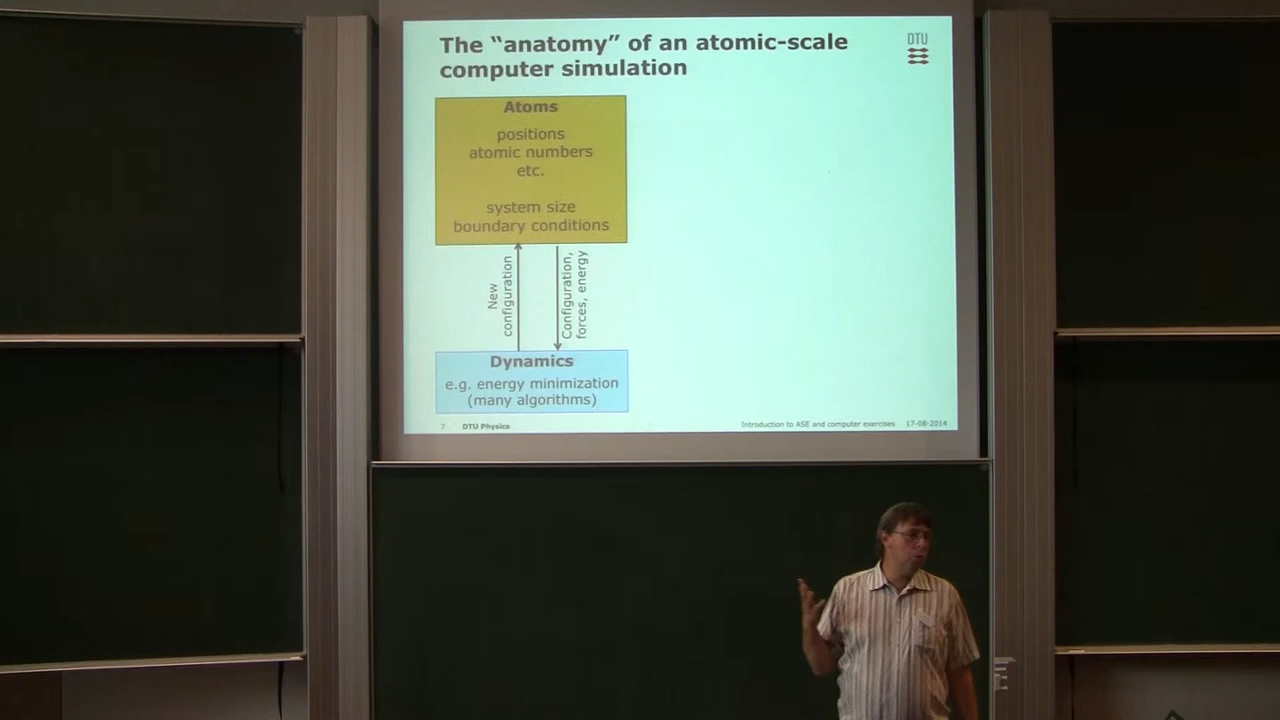 The “anatomy” of an atomic-scale
computer simulation
DTU
Atoms
positions
atomic numbers
etc.
system size
boundary conditions
New
configuration
Configuration,
forces, energy
Dynamics
e.g. energy minimization
(many algorithms)
7 DTU Physics
Introduction to ASE and computer exercises 17-08-2014